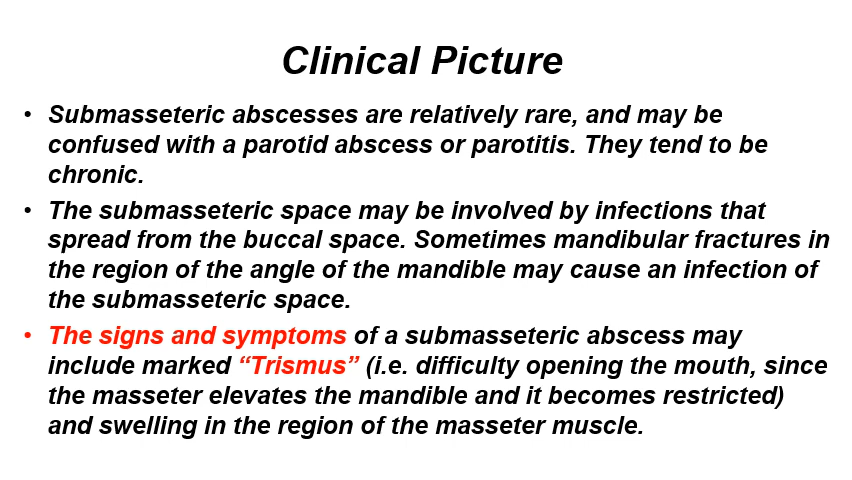 Clinical Picture
• Submasseteric abscesses are relatively rare, and may be
confused with a parotid abscess or parotitis. They tend to be
chronic.
• The submasseteric space may be involved by infections that
spread from the buccal space. Sometimes mandibular fractures in
the region of the angle of the mandible may cause an infection of
the submasseteric space.
• The signs and symptoms of a submasseteric abscess may
include marked “Trismus” (i.e. difficulty opening the mouth, since
the masseter elevates the mandible and it becomes restricted)
and swelling in the region of the masseter muscle.